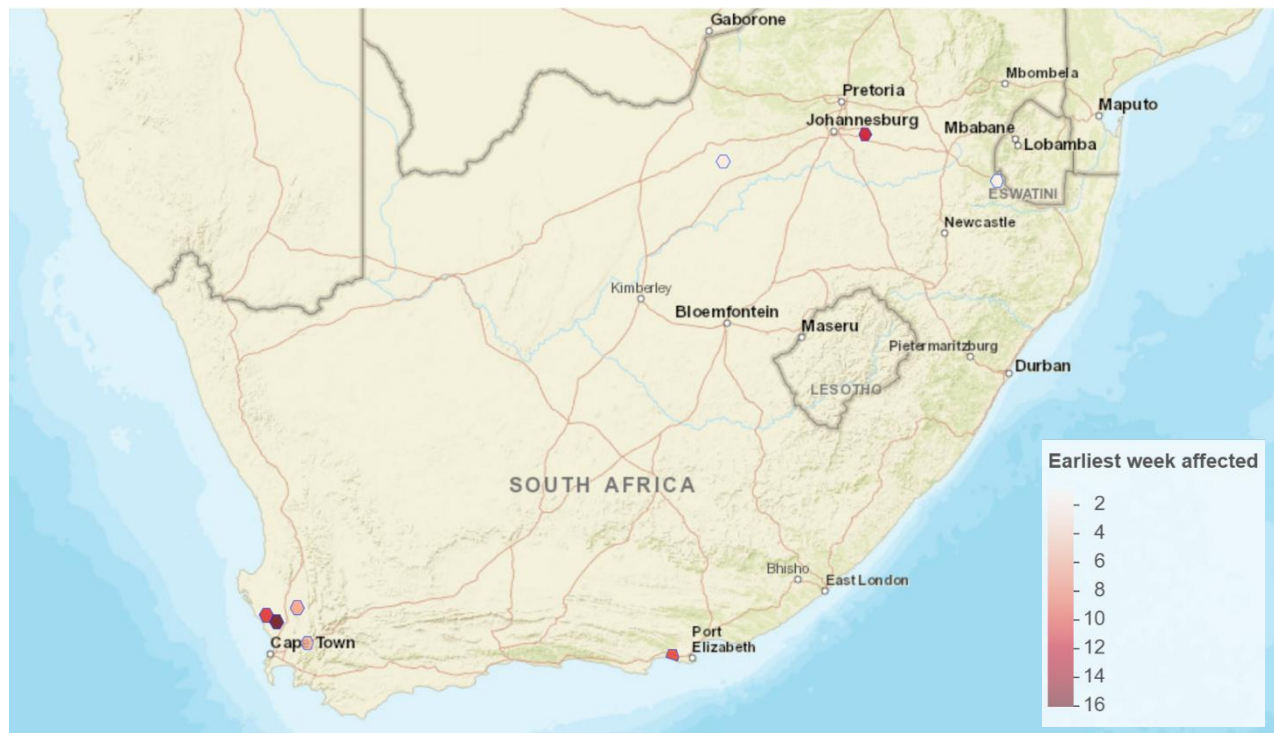 Gaborone
Mbombela
Pretoria
Maputo
Johannesburg
Mbabane
Lobamba
ESWATINI
Newcastle
Kimberley
Bloemfontein
Maseru
Pietermaritzburg
Durban
LESOTHO
SOUTH AFRICA
Bhisho
East London
Port
Elizabeth
Cape Town
Earliest week affected
2
4
6
8
10
12
14
16